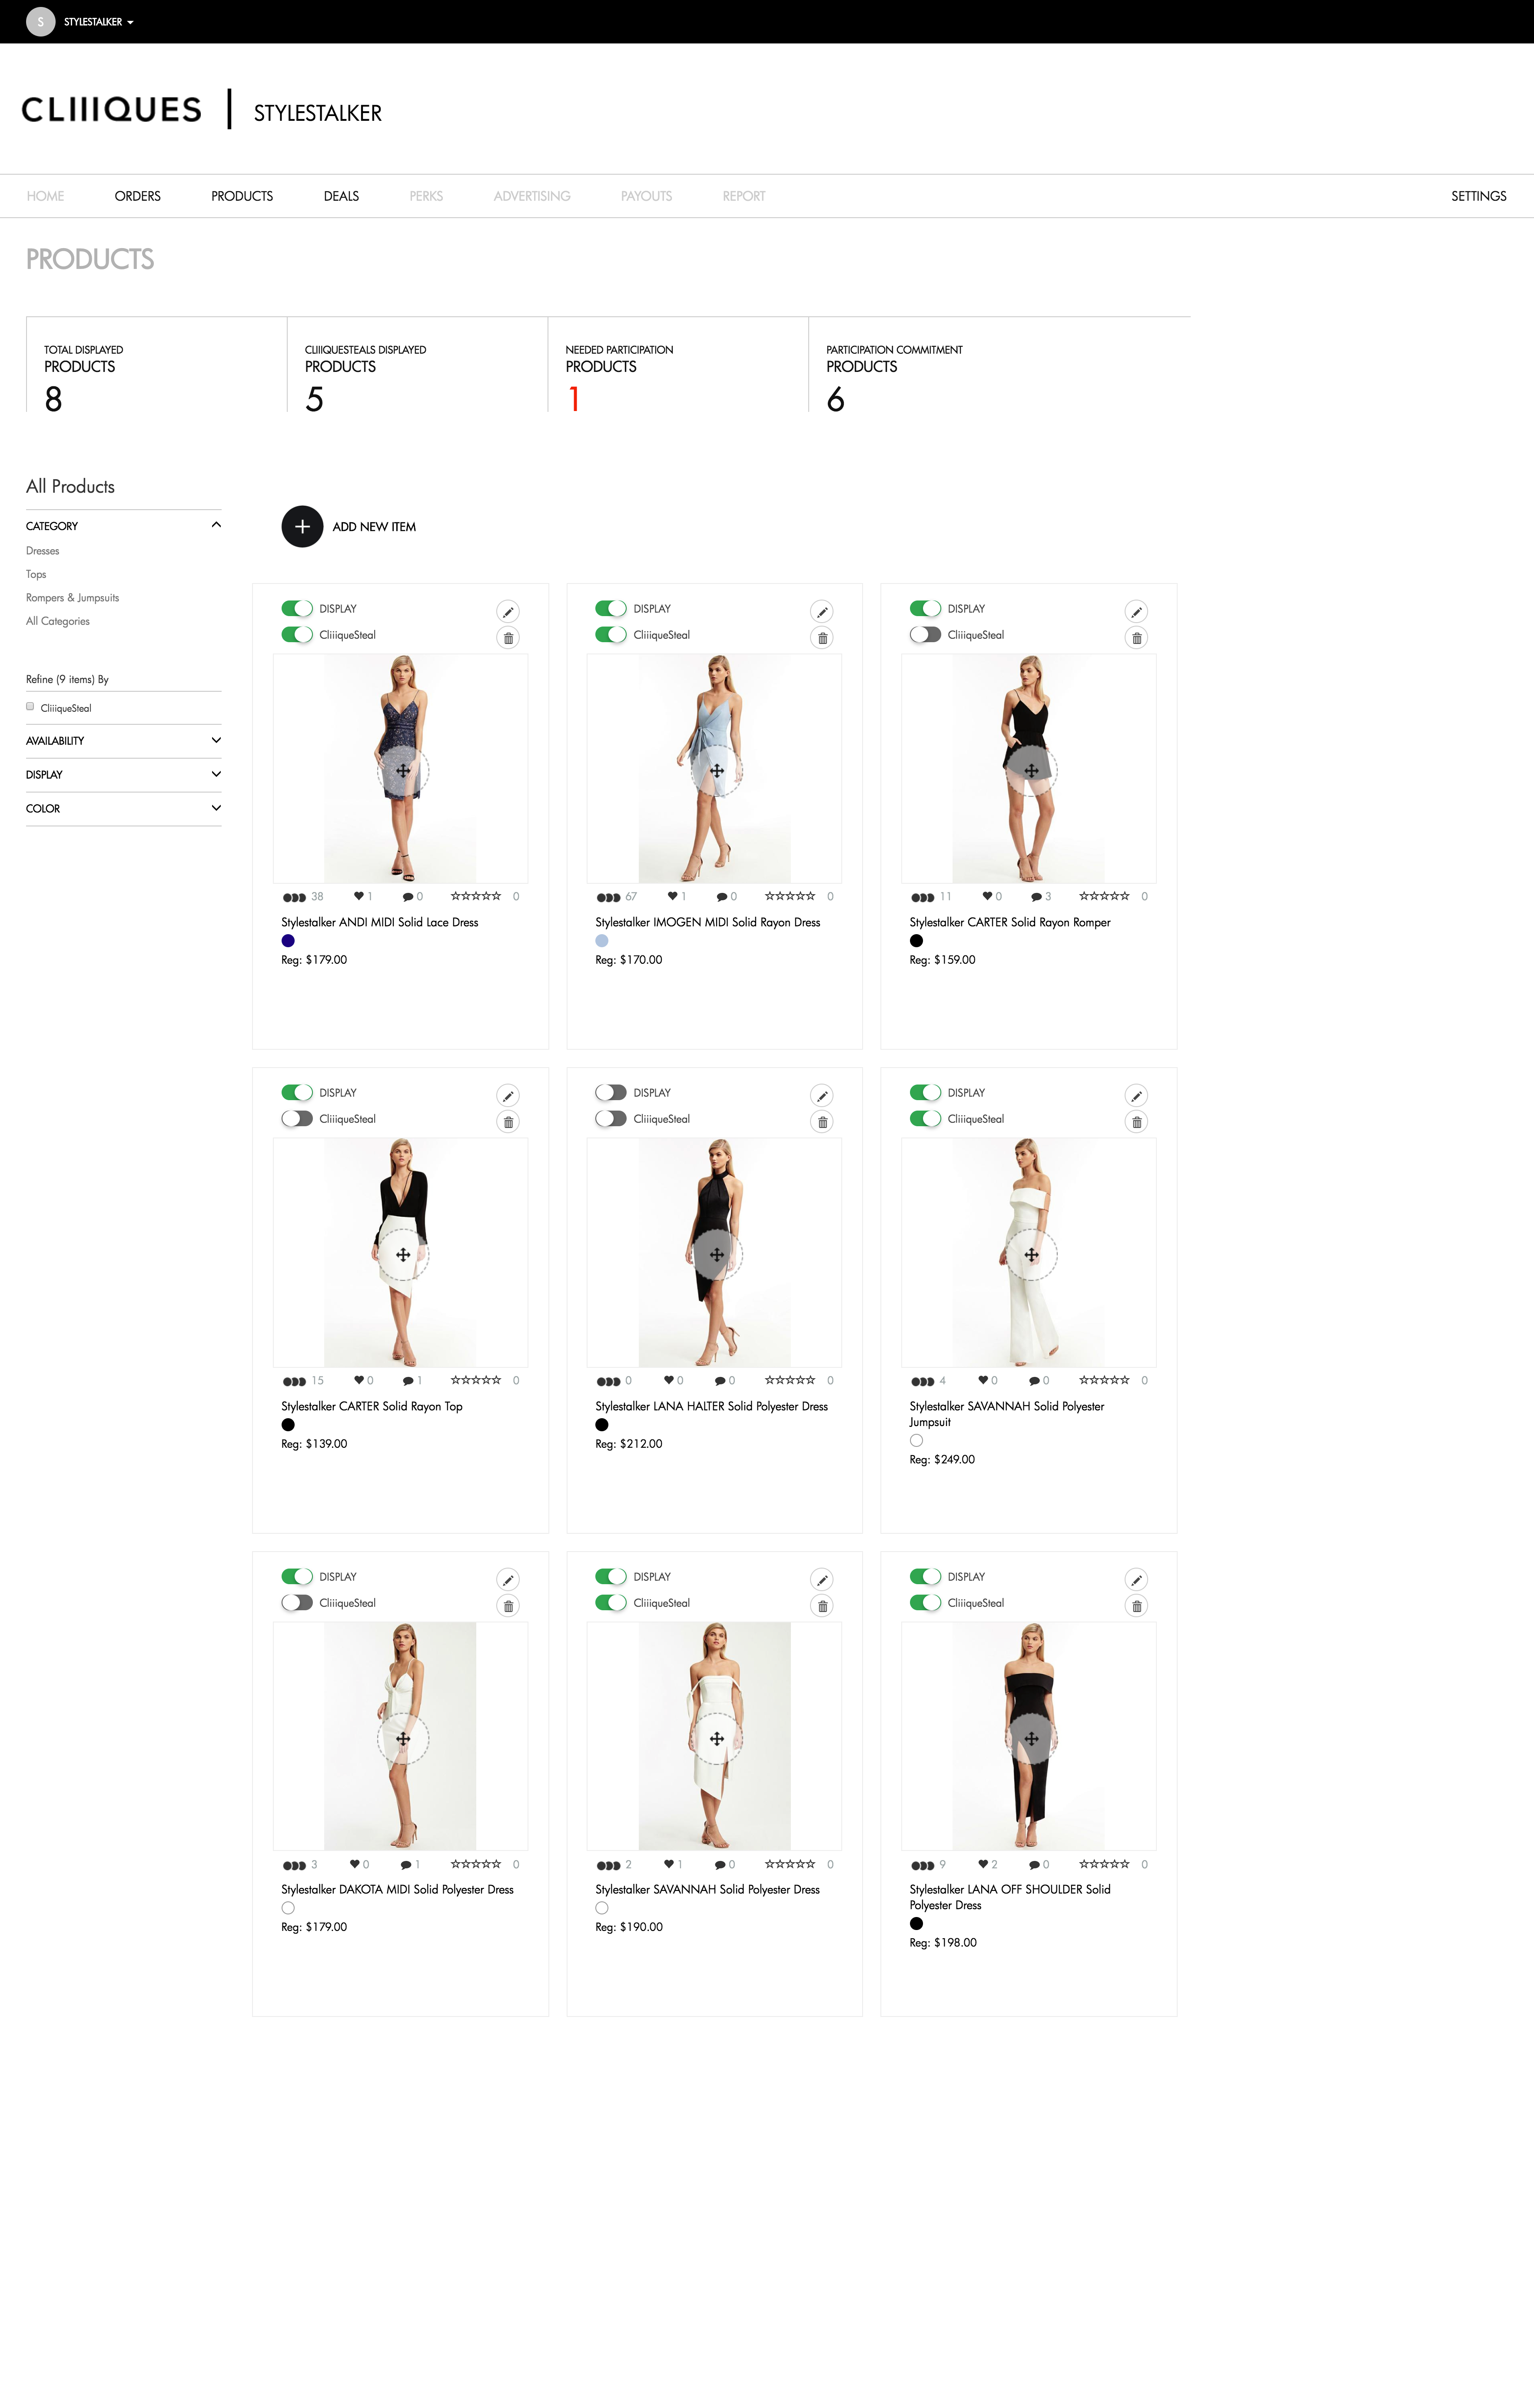 S STYLESTALKER
CLIIIQUES | STYLESTALKER
HOME ORDERS PRODUCTS DEALS PERKS ADVERTISING PAYOUTS REPORT SETTINGS
PRODUCTS
TOTAL DISPLAYED
PRODUCTS
8
CLIIIQUESTEALS DISPLAYED
PRODUCTS
5
NEEDED PARTICIPATION
PRODUCTS
1
PARTICIPATION COMMITMENT
PRODUCTS
6
All Products
CATEGORY
Dresses
Tops
Rompers & Jumpsuits
All Categories
Refine (9 items) By
CliiiqueSteal
AVAILABILITY
DISPLAY
COLOR
ADD NEW ITEM
DISPLAY
CliiiqueSteal
38 1 0 0
Stylestalker ANDI MIDI Solid Lace Dress
Reg: $179.00
DISPLAY
CliiiqueSteal
67 1 0 0
Stylestalker IMOGEN MIDI Solid Rayon Dress
Reg: $170.00
DISPLAY
CliiiqueSteal
11 0 3 0
Stylestalker CARTER Solid Rayon Romper
Reg: $159.00
DISPLAY
CliiiqueSteal
15 0 1 0
Stylestalker CARTER Solid Rayon Top
Reg: $139.00
DISPLAY
CliiiqueSteal
0 0 0 0
Stylestalker LANA HALTER Solid Polyester Dress
Reg: $212.00
DISPLAY
CliiiqueSteal
4 0 0 0
Stylestalker SAVANNAH Solid Polyester
Jumpsuit
Reg: $249.00
DISPLAY
CliiiqueSteal
3 0 1 0
Stylestalker DAKOTA MIDI Solid Polyester Dress
Reg: $179.00
DISPLAY
CliiiqueSteal
2 1 0 0
Stylestalker SAVANNAH Solid Polyester Dress
Reg: $190.00
DISPLAY
CliiiqueSteal
9 2 0 0
Stylestalker LANA OFF SHOULDER Solid
Polyester Dress
Reg: $198.00